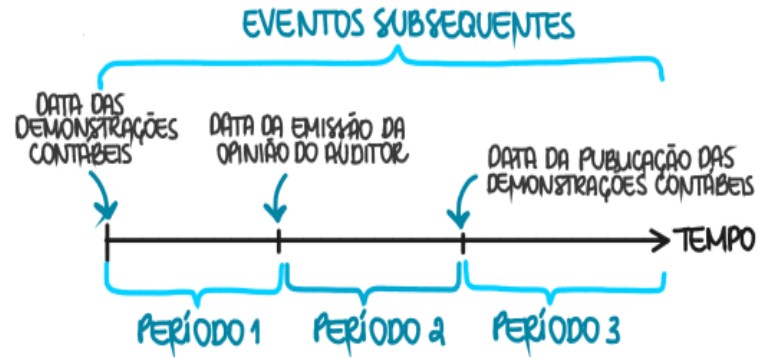 EVENTOS SUBSEQUENTES
DATA DAS
DEMONSTRAÇÕES
CONTÁBEIS
DATA DA EMISSÃO DA
OPINIÃO DO AUDITOR
DATA DA PUBLICAÇÃO DAS
DEMONSTRAÇÕES CONTÁBEIS
TEMPO
PERÍODO 1
PERÍODO 2
PERÍODO 3